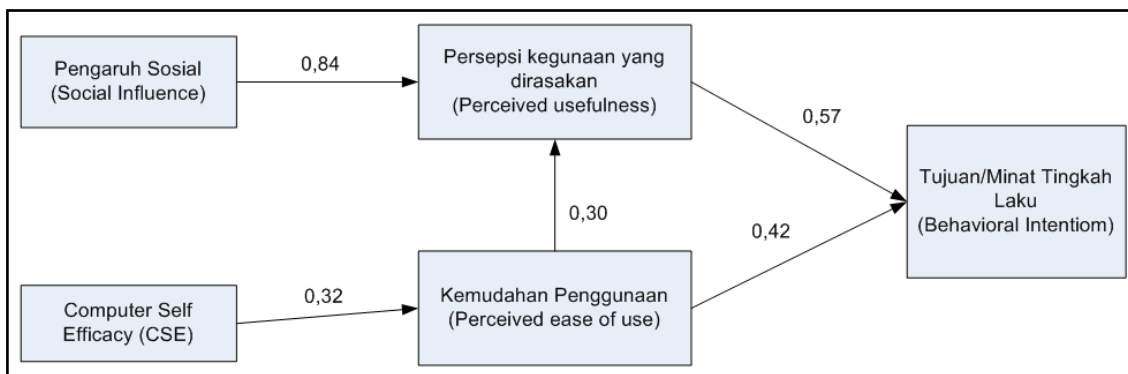 Pengaruh Sosial
(Social Influence)
0,84
Persepsi kegunaan yang
dirasakan
(Perceived usefulness)
0,57
Tujuan/Minat Tingkah
Laku
(Behavioral Intentiom)
0,30
0,42
Computer Self
Efficacy (CSE)
0,32
Kemudahan Penggunaan
(Perceived ease of use)